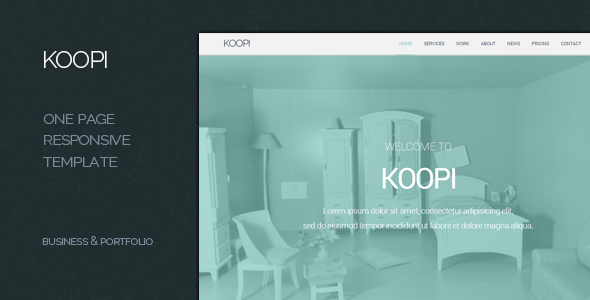 KOOPI
ONE PAGE
RESPONSIVE
TEMPLATE
BUSINESS & PORTFOLIO
KOOPI
HOME SERVICES WORK ABOUT NEWS PRICING CONTACT
WELCOME TO
KOOPI
Lorem ipsum dolor sit amet, consectetur adipisicing elit,
sed do eiusmod tempor incididunt ut labore et dolore magna aliqua.